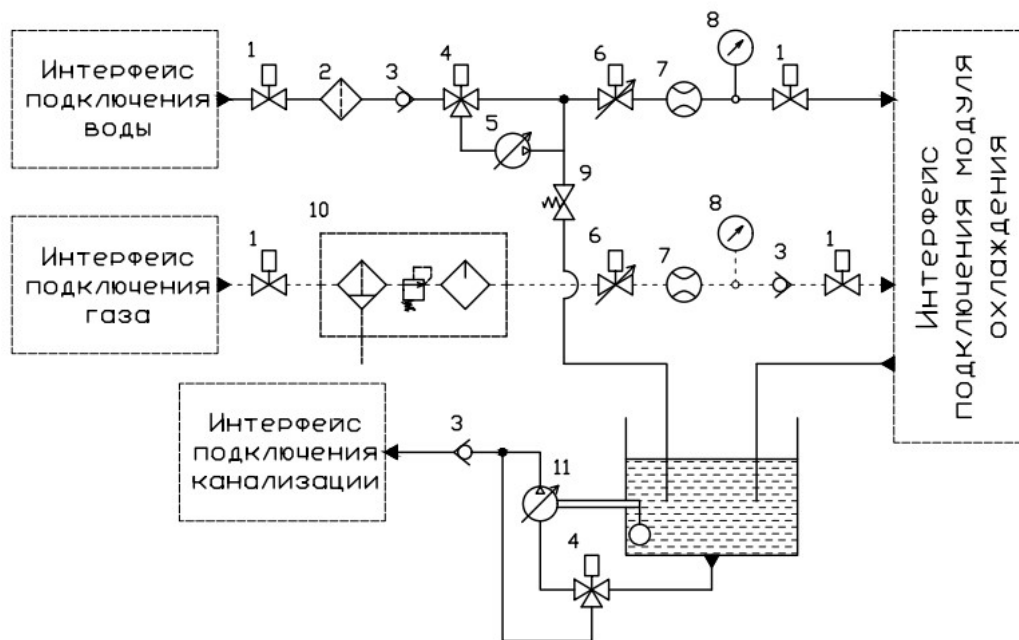 Интерфейс
подключения
воды
1
2
3
4
5
6
7
8
1
9
Интерфейс
подключения
газа
1
10
6
7
8
3
1
Интерфейс
подключения модуля
охлаждения
Интерфейс
подключения
канализации
3
11
4